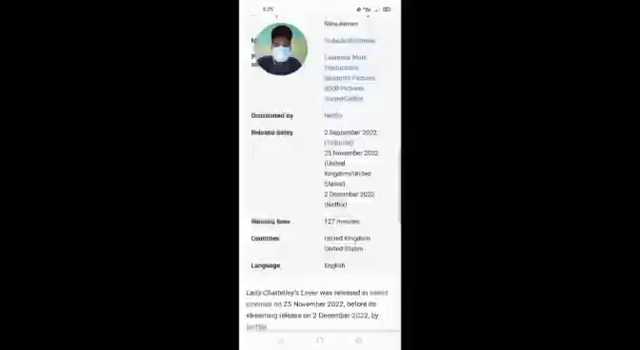 Distributed by
Netflix
Release dates
2 September 2022
(Telluride)
25 November 2022
(United
Kingdom/United
States)
2 December 2022
(Netflix)
Running time
127 minutes
Countries
United Kingdom
United States
Language
English
Lady Chatterley's Lover was released in select
cinemas on 25 November 2022, before its
streaming release on 2 December 2022, by
Netflix